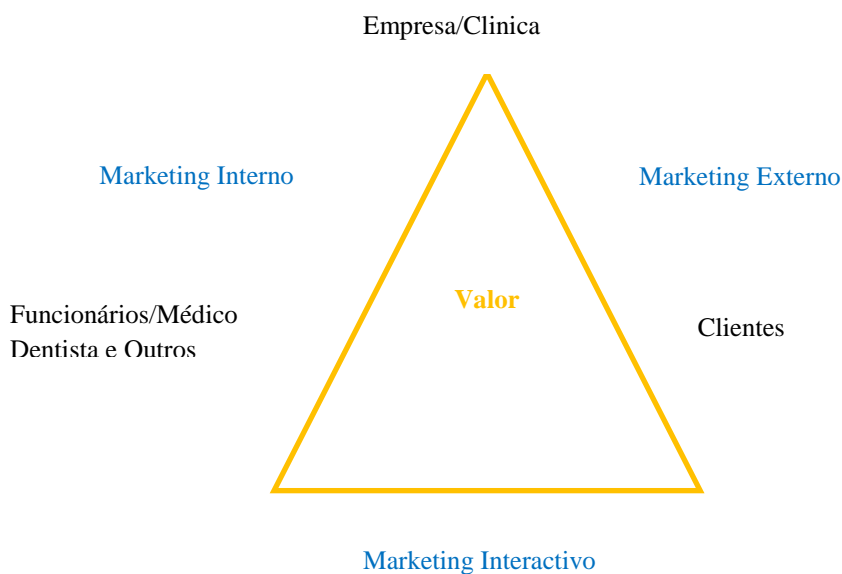 Empresa/Clinica
Marketing Interno
Marketing Externo
Valor
Funcionários/Médico
Dentista e Outros
Clientes
Marketing Interactivo